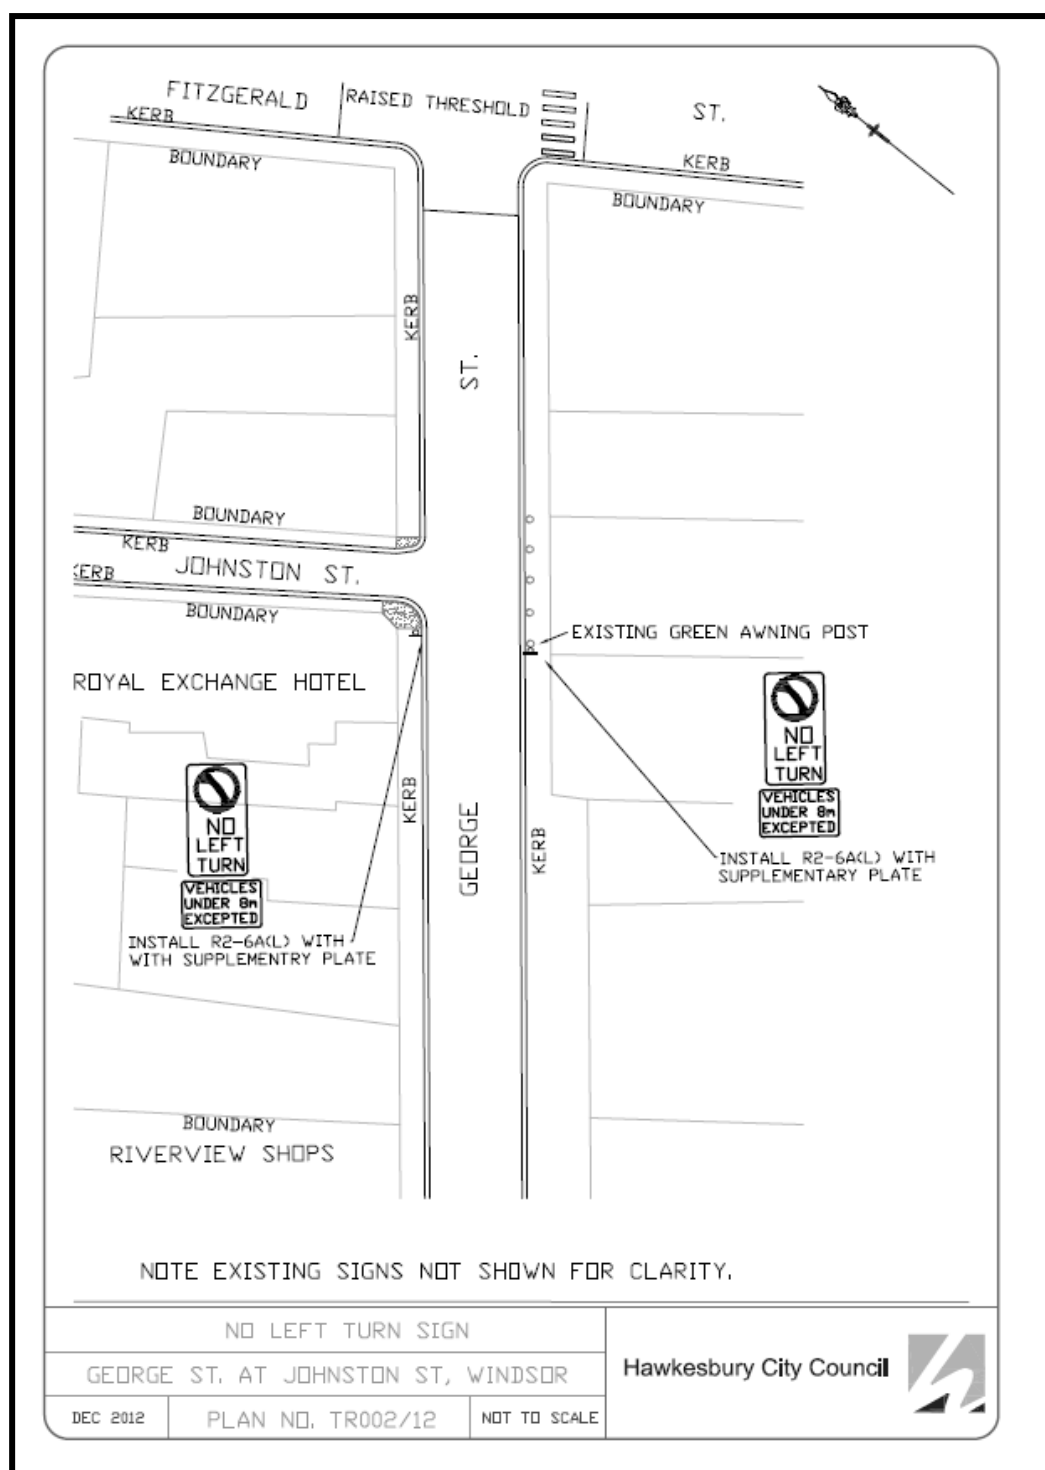 FITZGERALD
RAISED THRESHOLD
ST.
KERB
BOUNDARY
KERB
BOUNDARY
KERB
ST.
BOUNDARY
KERB
JOHNSTON ST.
KERB
BOUNDARY
EXISTING GREEN AWNING POST
ROYAL EXCHANGE HOTEL
NO
LEFT
TURN
VEHICLES
UNDER 8m
EXCEPTED
INSTALL R2-6A(L) WITH
SUPPLEMENTARY PLATE
KERB
GEORGE
KERB
NO
LEFT
TURN
VEHICLES
UNDER 8m
EXCEPTED
INSTALL R2-6A(L) WITH
WITH SUPPLEMENTRY PLATE
BOUNDARY
RIVERVIEW SHOPS
NOTE EXISTING SIGNS NOT SHOWN FOR CLARITY.
NO LEFT TURN SIGN
GEORGE ST. AT JOHNSTON ST, WINDSOR
DEC 2012
PLAN NO. TR002/12
NOT TO SCALE
Hawkesbury City Council